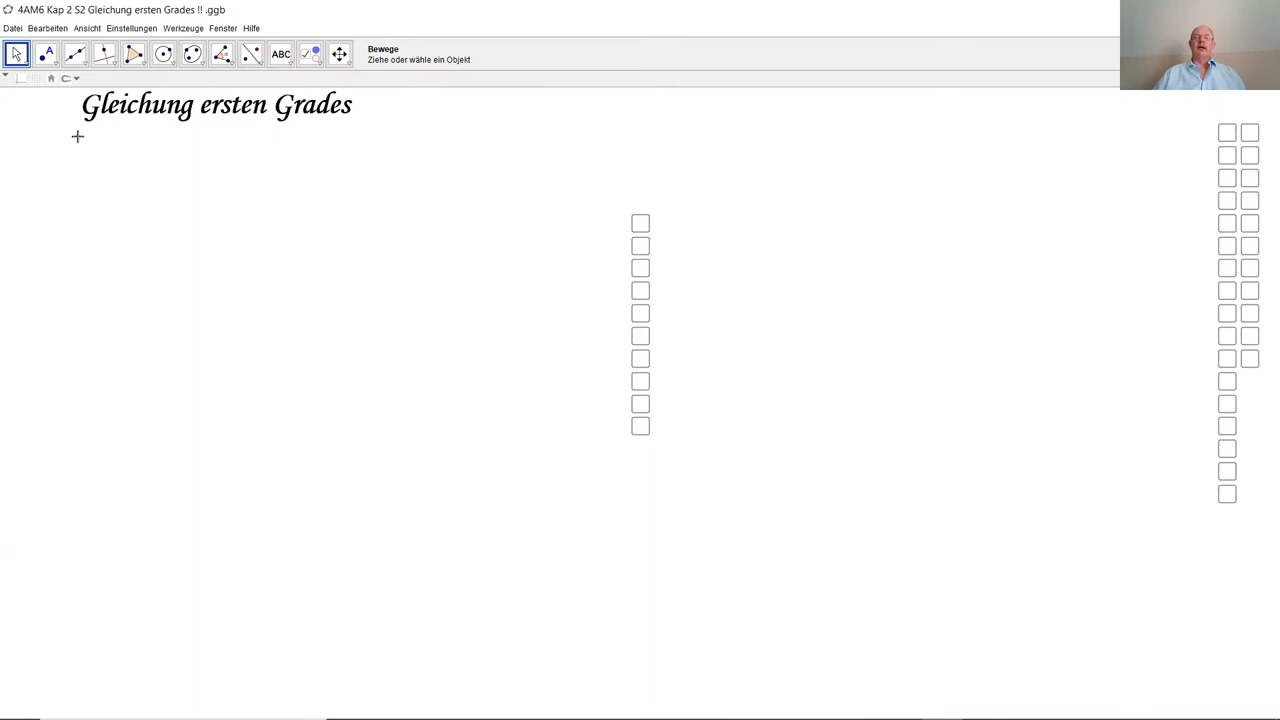 4AM6 Kap 2 S2 Gleichung ersten Grades !! .ggb
Datei Bearbeiten Ansicht Einstellungen Werkzeuge Fenster Hilfe
A
ABC
Bewege
Ziehe oder wähle ein Objekt
Gleichung ersten Grades